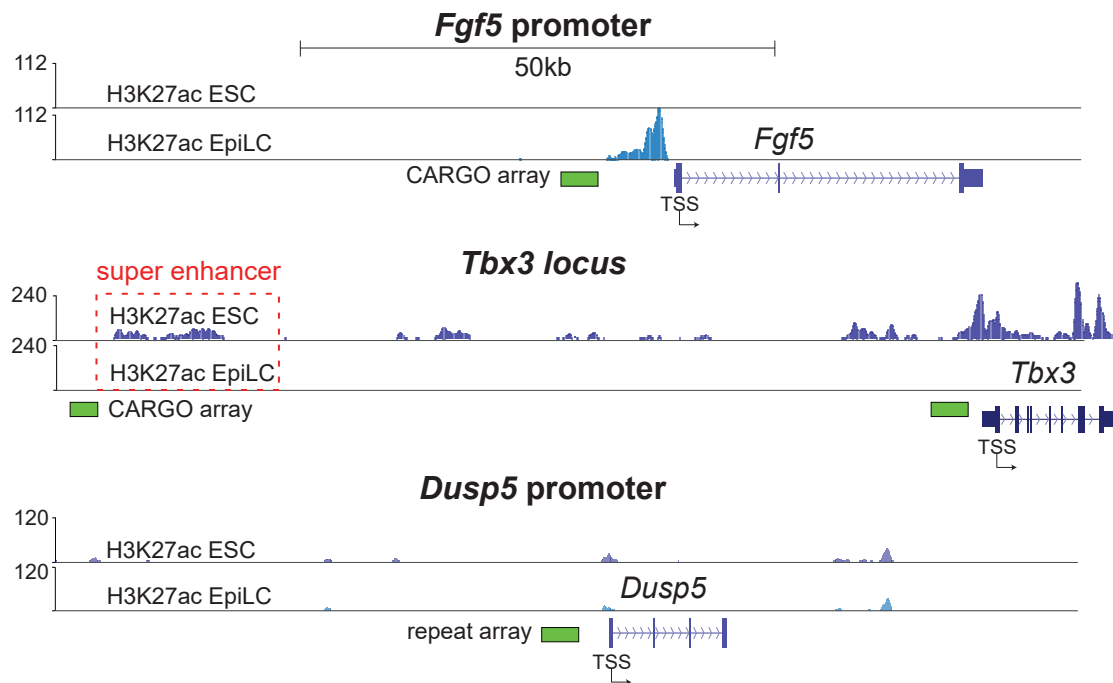 Fgf5 promoter
50kb
112
H3K27ac ESC
112
H3K27ac EpiLC
Fgf5
CARGO array
TSS
Tbx3 locus
super enhancer
240
H3K27ac ESC
240
H3K27ac EpiLC
Tbx3
CARGO array
TSS
Dusp5 promoter
120
H3K27ac ESC
120
H3K27ac EpiLC
Dusp5
repeat array
TSS